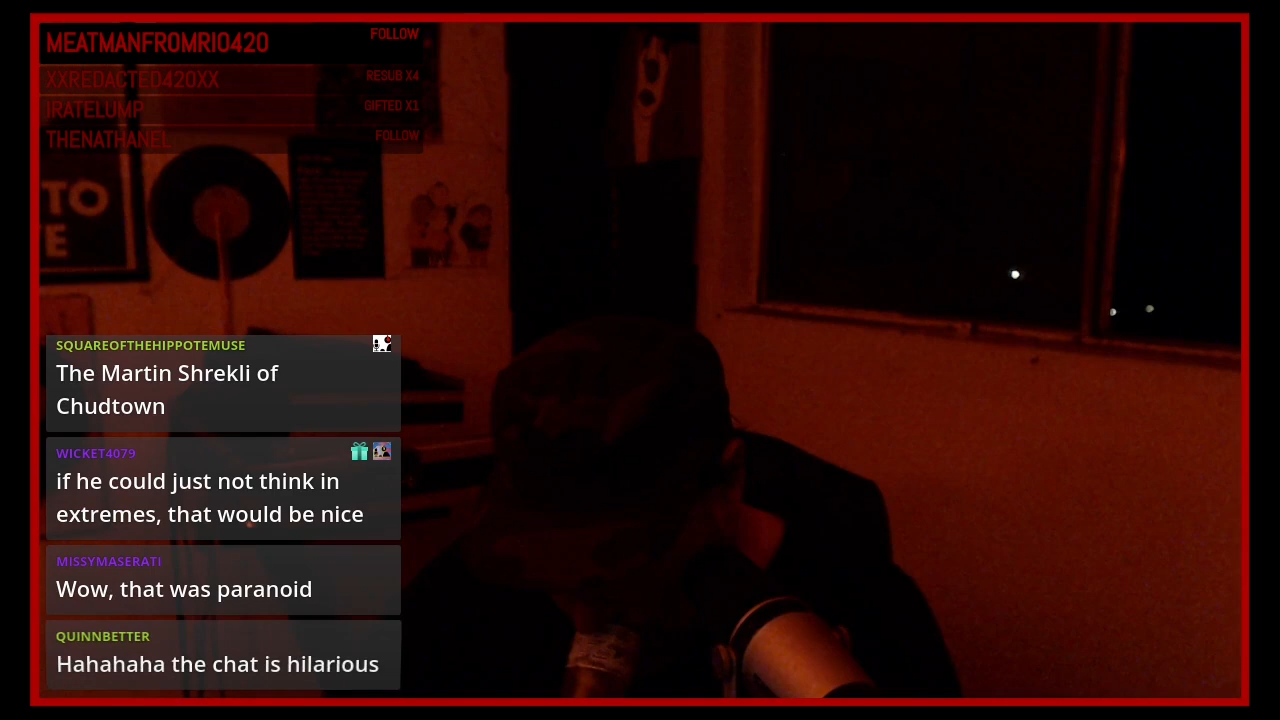 MEATMANFROMRIO420 FOLLOW
XXREDACTED420XX RESUB X4
IRATELUMP GIFTED X1
THENATHANEL FOLLOW
TO
E
SQUAREOFTHEHIPPOTEMUSE
The Martin Shrekli of
Chudtown
WICKET4079
if he could just not think in
extremes, that would be nice
MISSYMASERATI
Wow, that was paranoid
QUINNBETTER
Hahahaha the chat is hilarious